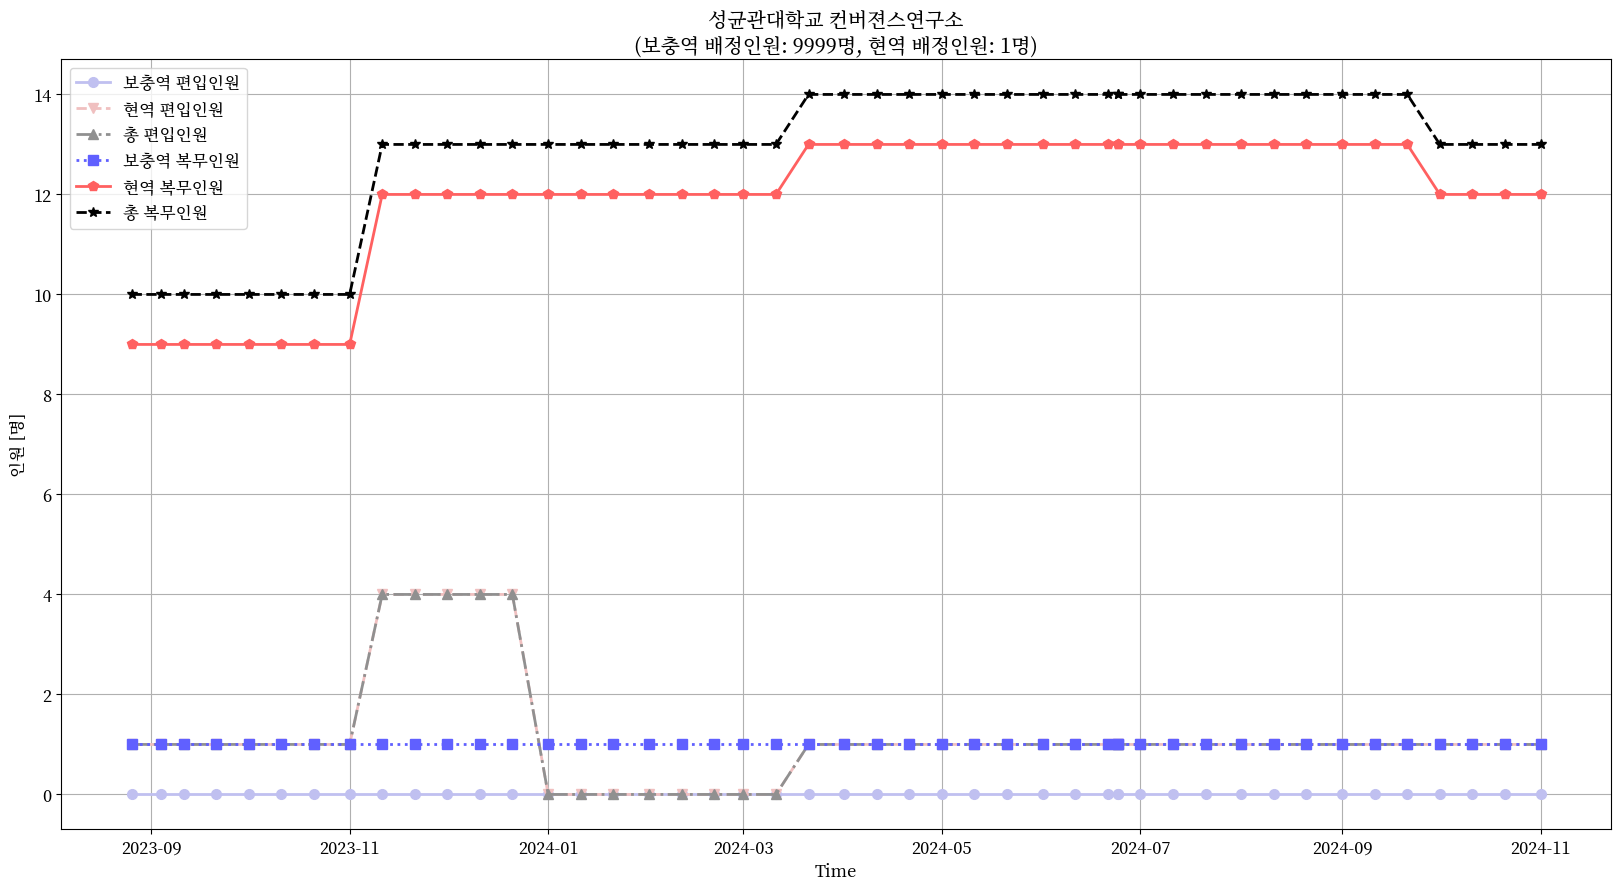 성균관대학교 컨버젼스연구소
(보충역 배정인원: 9999명, 현역 배정인원: 1명)
보충역 편입인원
현역 편입인원
총 편입인원
보충역 복무인원
현역 복무인원
총 복무인원
14
12
10
8
6
4
2
0
인원 [명]
2023-09
2023-11
2024-01
2024-03
2024-05
2024-07
2024-09
2024-11
Time